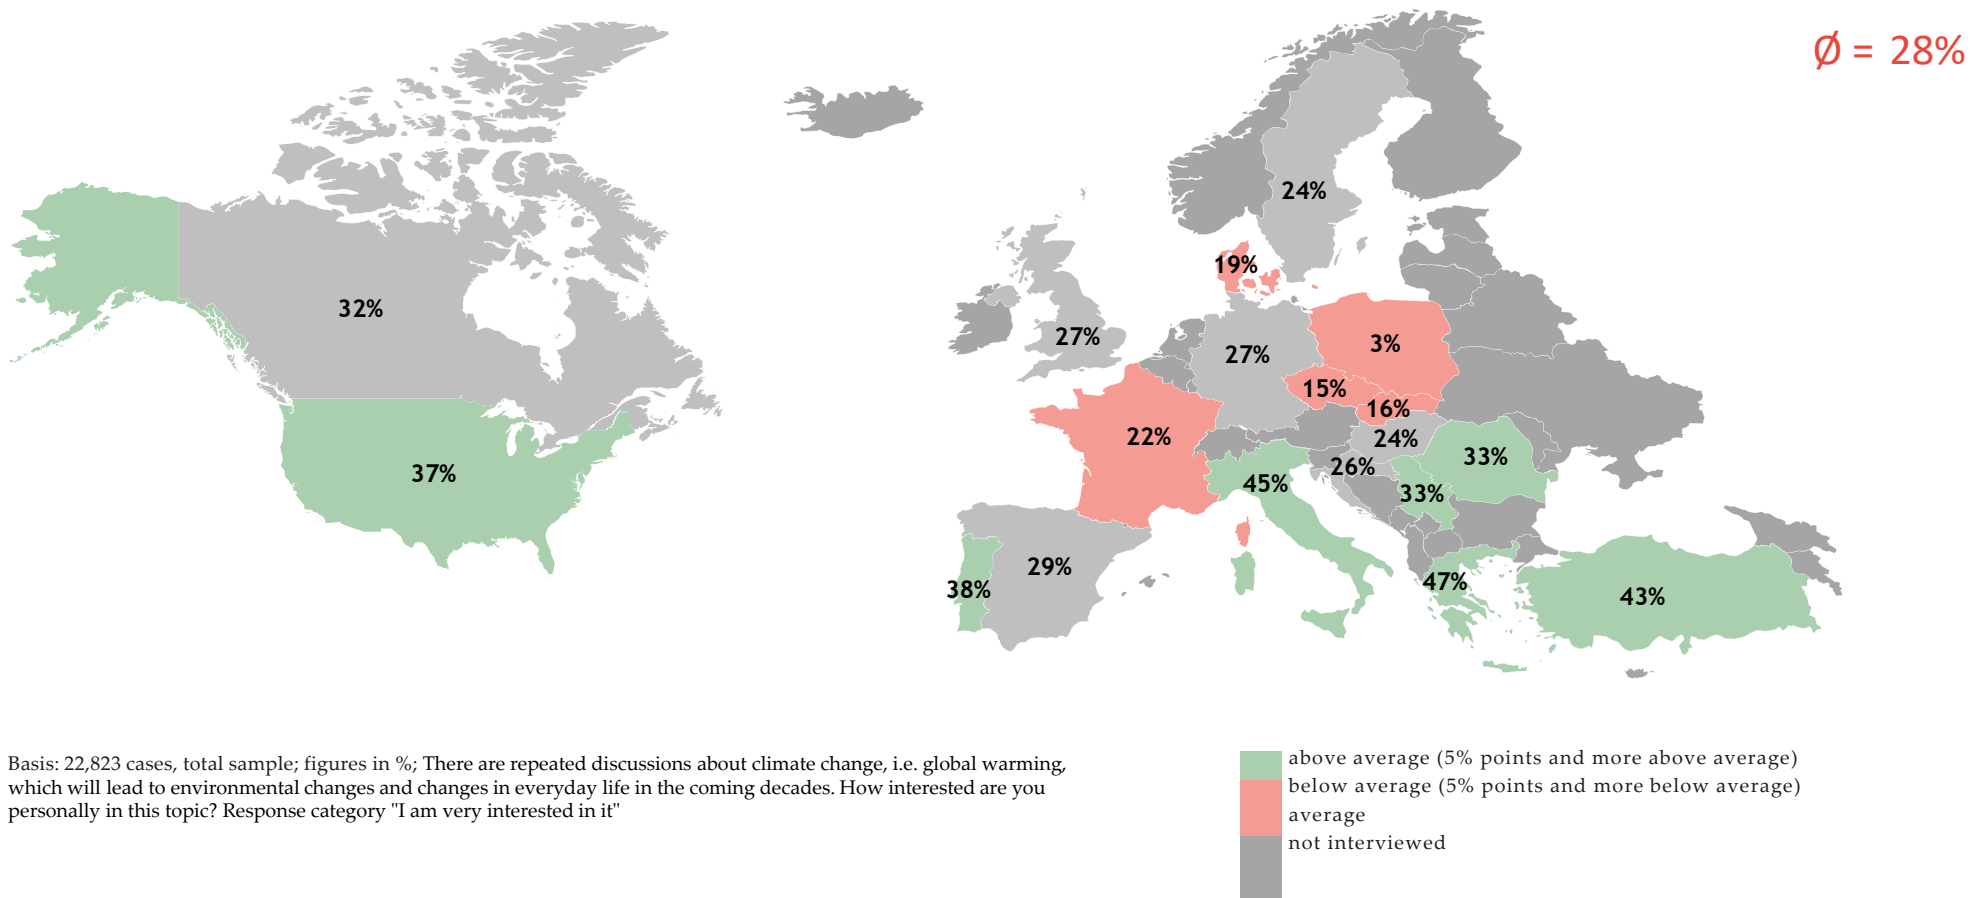 Ø = 28%
24%
19%
32%
27%
27%
3%
15%
16%
22%
24%
33%
26%
37%
45%
33%
29%
38%
47%
43%
Basis: 22,823 cases, total sample; figures in %; There are repeated discussions about climate change, i.e. global warming,
which will lead to environmental changes and changes in everyday life in the coming decades. How interested are you
personally in this topic? Response category "I am very interested in it"
above average (5% points and more above average)
below average (5% points and more below average)
average
not interviewed